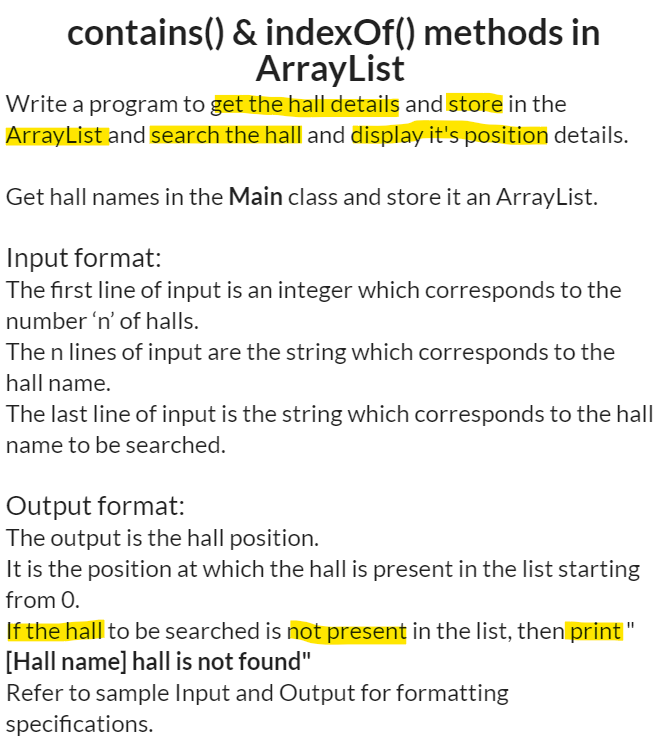 contains() & indexOf() methods in
ArrayList
Write a program to get the hall details and store in the
ArrayList and search the hall and display it's position details.
Get hall names in the Main class and store it an ArrayList.
Input format:
The first line of input is an integer which corresponds to the
number ‘n’ of halls.
The n lines of input are the string which corresponds to the
hall name.
The last line of input is the string which corresponds to the hall
name to be searched.
Output format:
The output is the hall position.
It is the position at which the hall is present in the list starting
from 0.
If the hall to be searched is not present in the list, then print "
[Hall name] hall is not found"
Refer to sample Input and Output for formatting
specifications.